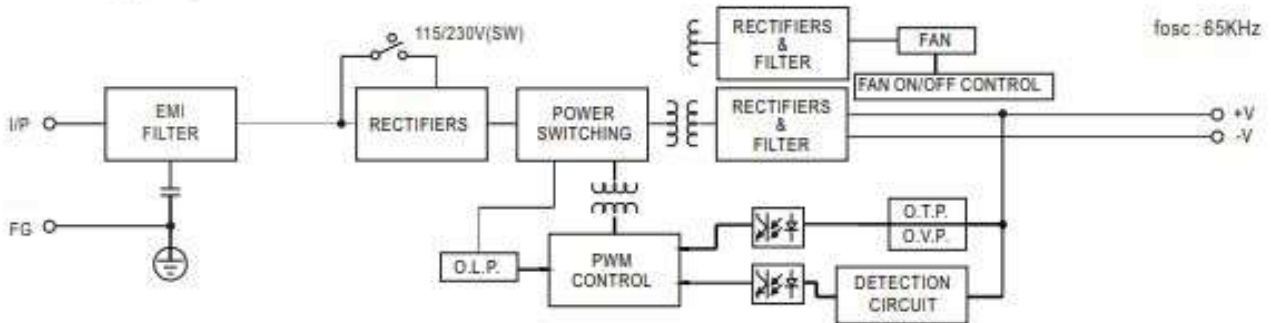 115/230V(SW)
RECTIFIERS
&
FILTER
FAN
fosc : 65KHz
FAN ON/OFF CONTROL
I/P
EMI
FILTER
RECTIFIERS
POWER
SWITCHING
RECTIFIERS
&
FILTER
+V
-V
FG
O.L.P.
PWM
CONTROL
O.T.P.
O.V.P.
DETECTION
CIRCUIT